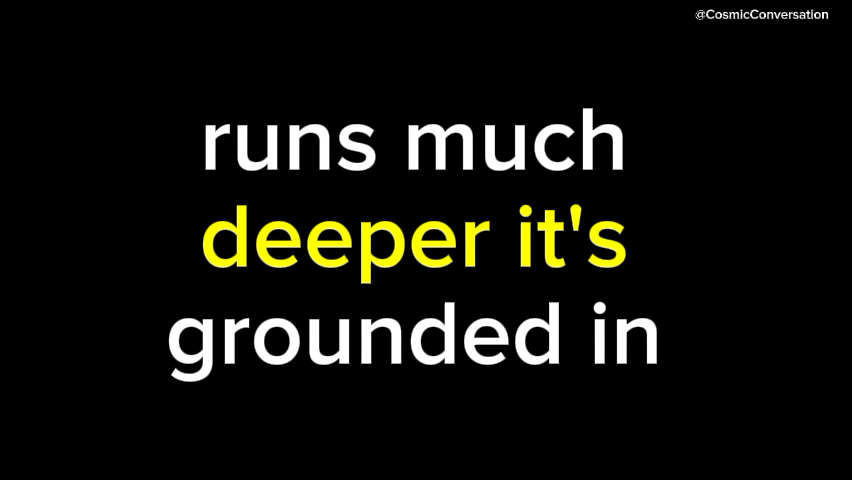 @CosmicConversation
runs much
deeper it's
grounded in